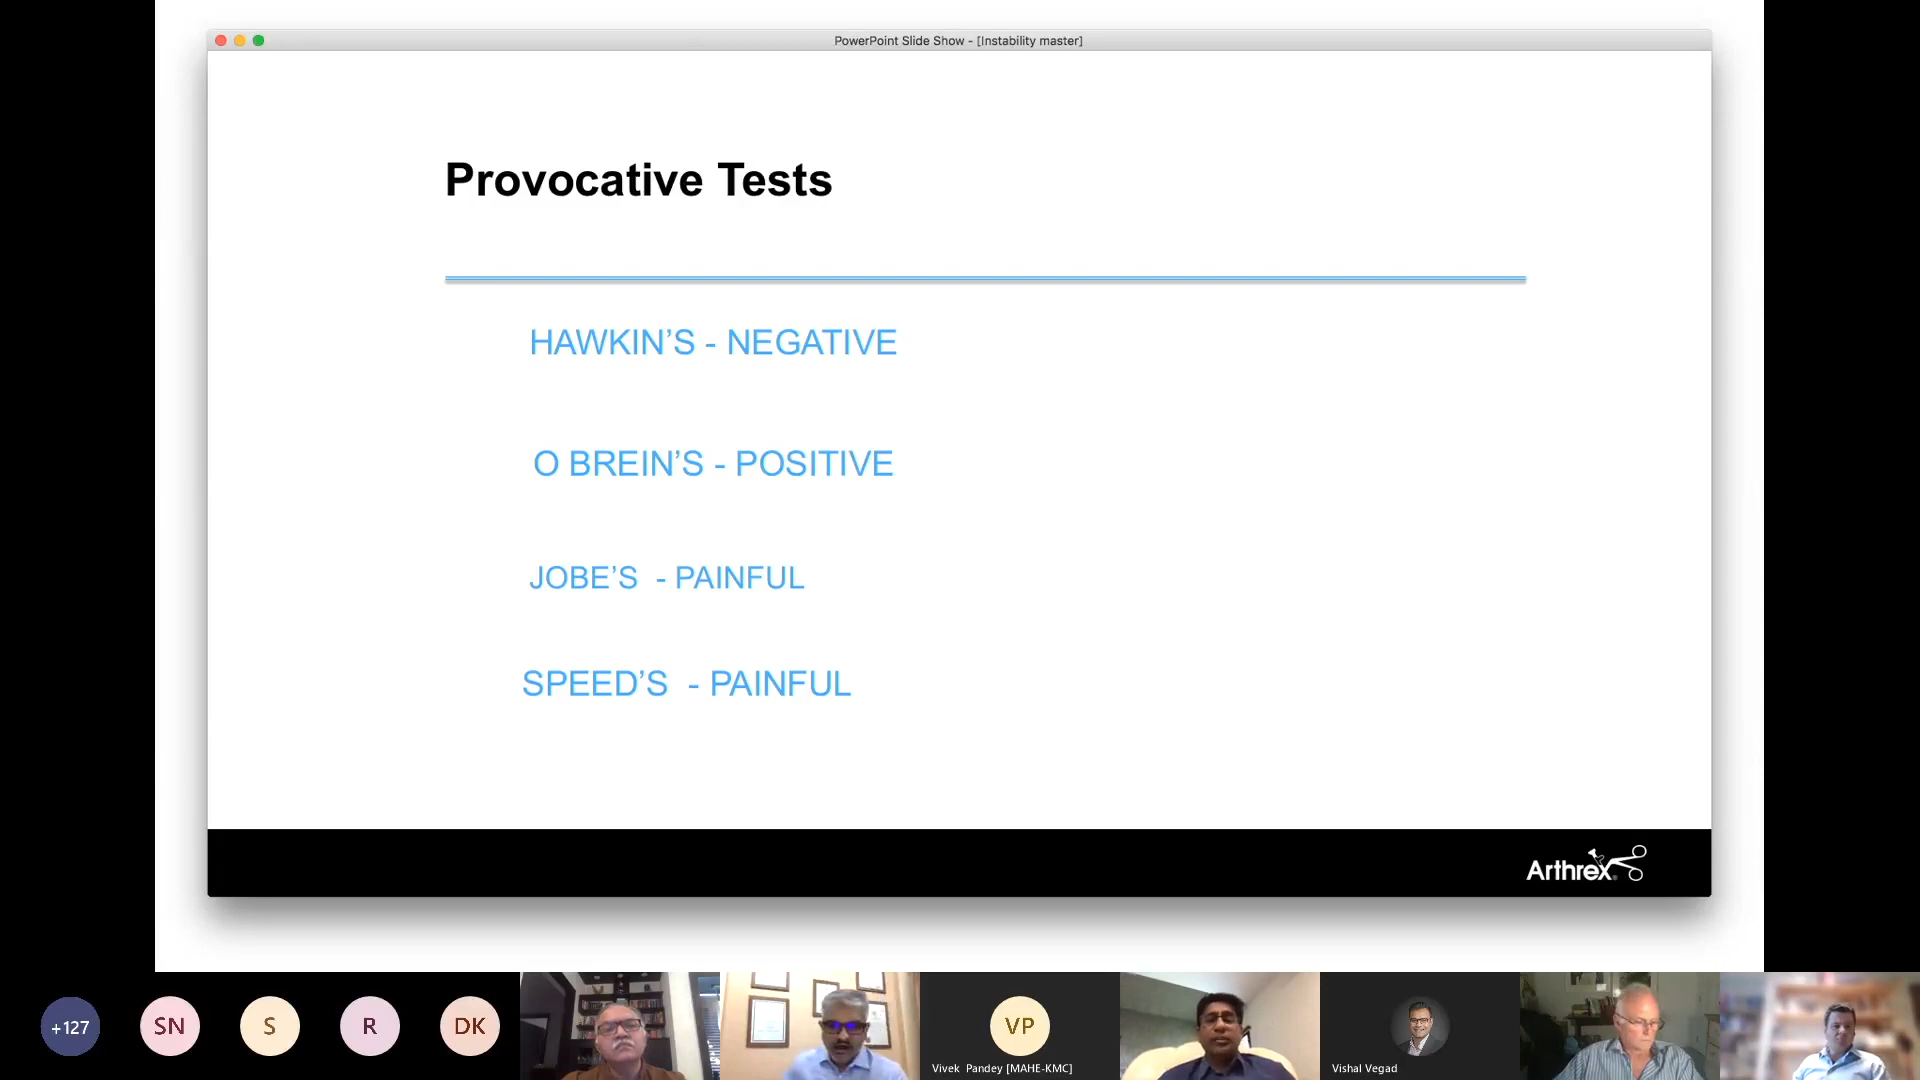 PowerPoint Slide Show - [Instability master]
Provocative Tests
HAWKIN’S - NEGATIVE
O BREIN’S - POSITIVE
JOBE’S - PAINFUL
SPEED’S - PAINFUL
Arthrex
+127
SN
S
R
DK
VP
Vivek Pandey [MAHE-KMC]
Vishal Vegad